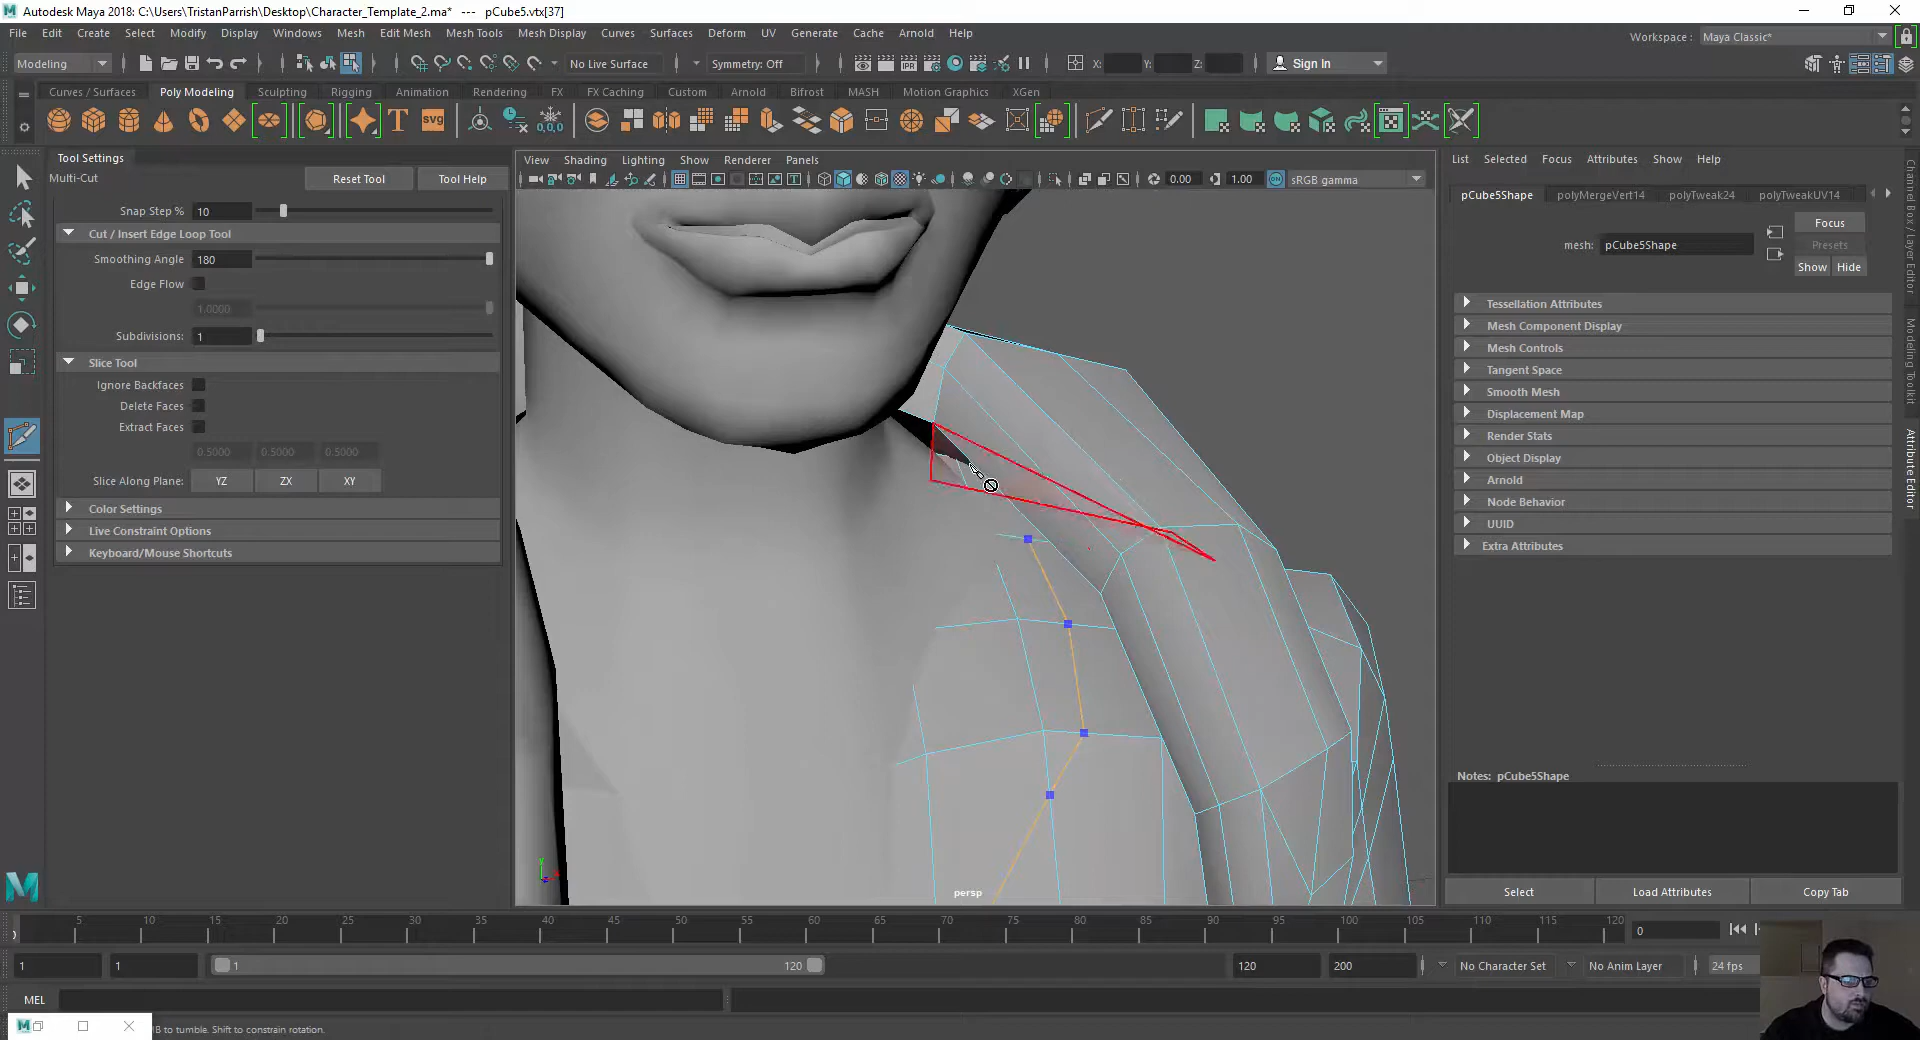 Autodesk Maya 2018: C:\Users\TristanParrish\Desktop\Character_Template_2.ma* --- pCube5.vtx[37]
File Edit Create Select Modify Display Windows Mesh Edit Mesh Mesh Tools Mesh Display Curves Surfaces Deform UV Generate Cache Arnold Help
Workspace : Maya Classic*
Modeling No Live Surface Symmetry: Off X: Y: Z: Sign In
Curves / Surfaces Poly Modeling Sculpting Rigging Animation Rendering FX FX Caching Custom Arnold Bifrost MASH Motion Graphics XGen
T svg 0,0,0
Tool Settings
Multi-Cut Reset Tool Tool Help
Snap Step % 10
Cut / Insert Edge Loop Tool
Smoothing Angle 180
Edge Flow
1.0000
Subdivisions: 1
Slice Tool
Ignore Backfaces
Delete Faces
Extract Faces
0.5000 0.5000 0.5000
Slice Along Plane: YZ ZX XY
Color Settings
Live Constraint Options
Keyboard/Mouse Shortcuts
View Shading Lighting Show Renderer Panels
0.00 1.00 ON sRGB gamma
y
persp
List Selected Focus Attributes Show Help
pCube5Shape polyMergeVert14 polyTweak24 polyTweakUV14
Focus
mesh: pCube5Shape Presets
Show Hide
Tessellation Attributes
Mesh Component Display
Mesh Controls
Tangent Space
Smooth Mesh
Displacement Map
Render Stats
Object Display
Arnold
Node Behavior
UUID
Extra Attributes
Notes: pCube5Shape
Select Load Attributes Copy Tab
Channel Box / Layer Editor
Modeling Toolkit
Attribute Editor
5 10 15 20 25 30 35 40 45 50 55 60 65 70 75 80 85 90 95 100 105 110 115 120
0
1 1 1 120 120 200 No Character Set No Anim Layer 24 fps
MEL
B to tumble. Shift to constrain rotation.